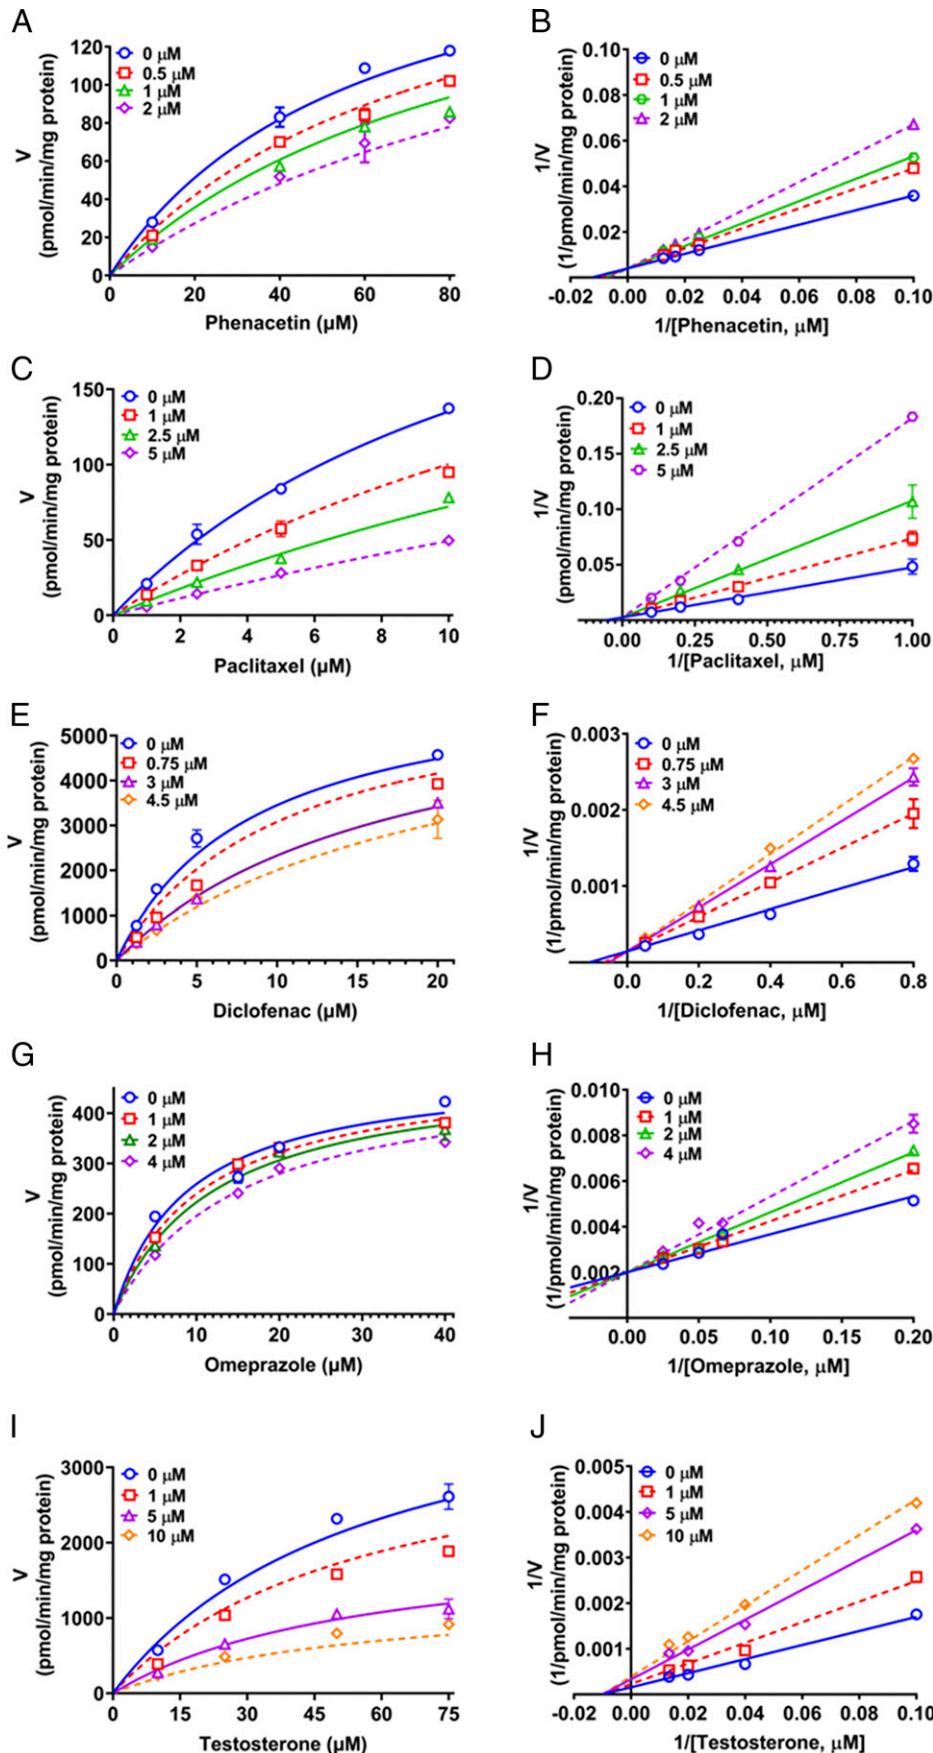 A
V
(pmol/min/mg protein)
120
100
80
60
40
20
0
0 μM
0.5 μM
1 μM
2 μM
0 20 40 60 80
Phenacetin (μM)
B
1/V
(1/pmol/min/mg protein)
0.10
0.08
0.06
0.04
0.02
0 μM
0.5 μM
1 μM
2 μM
-0.02 0.00 0.02 0.04 0.06 0.08 0.10
1/[Phenacetin, μM]
C
V
(pmol/min/mg protein)
150
100
50
0
0 μM
1 μM
2.5 μM
5 μM
0 2 4 6 8 10
Paclitaxel (μM)
D
1/V
(pmol/min/mg protein)
0.20
0.15
0.10
0.05
0 μM
1 μM
2.5 μM
5 μM
0.00 0.25 0.50 0.75 1.00
1/[Paclitaxel, μM]
E
V
(pmol/min/mg protein)
5000
4000
3000
2000
1000
0
0 μM
0.75 μM
3 μM
4.5 μM
0 5 10 15 20
Diclofenac (μM)
F
1/V
(1/pmol/min/mg protein)
0.003
0.002
0.001
0 μM
0.75 μM
3 μM
4.5 μM
0.0 0.2 0.4 0.6 0.8
1/[Diclofenac, μM]
G
V
(pmol/min/mg protein)
400
300
200
100
0
0 μM
1 μM
2 μM
4 μM
0 10 20 30 40
Omeprazole (μM)
H
1/V
(1/pmol/min/mg protein)
0.010
0.008
0.006
0.004
0.002
0 μM
1 μM
2 μM
4 μM
0.00 0.05 0.10 0.15 0.20
1/[Omeprazole, μM]
I
V
(pmol/min/mg protein)
3000
2000
1000
0
0 μM
1 μM
5 μM
10 μM
0 15 30 45 60 75
Testosterone (μM)
J
1/V
(1/pmol/min/mg protein)
0.005
0.004
0.003
0.002
0.001
0 μM
1 μM
5 μM
10 μM
-0.02 0.00 0.02 0.04 0.06 0.08 0.10
1/[Testosterone, μM]